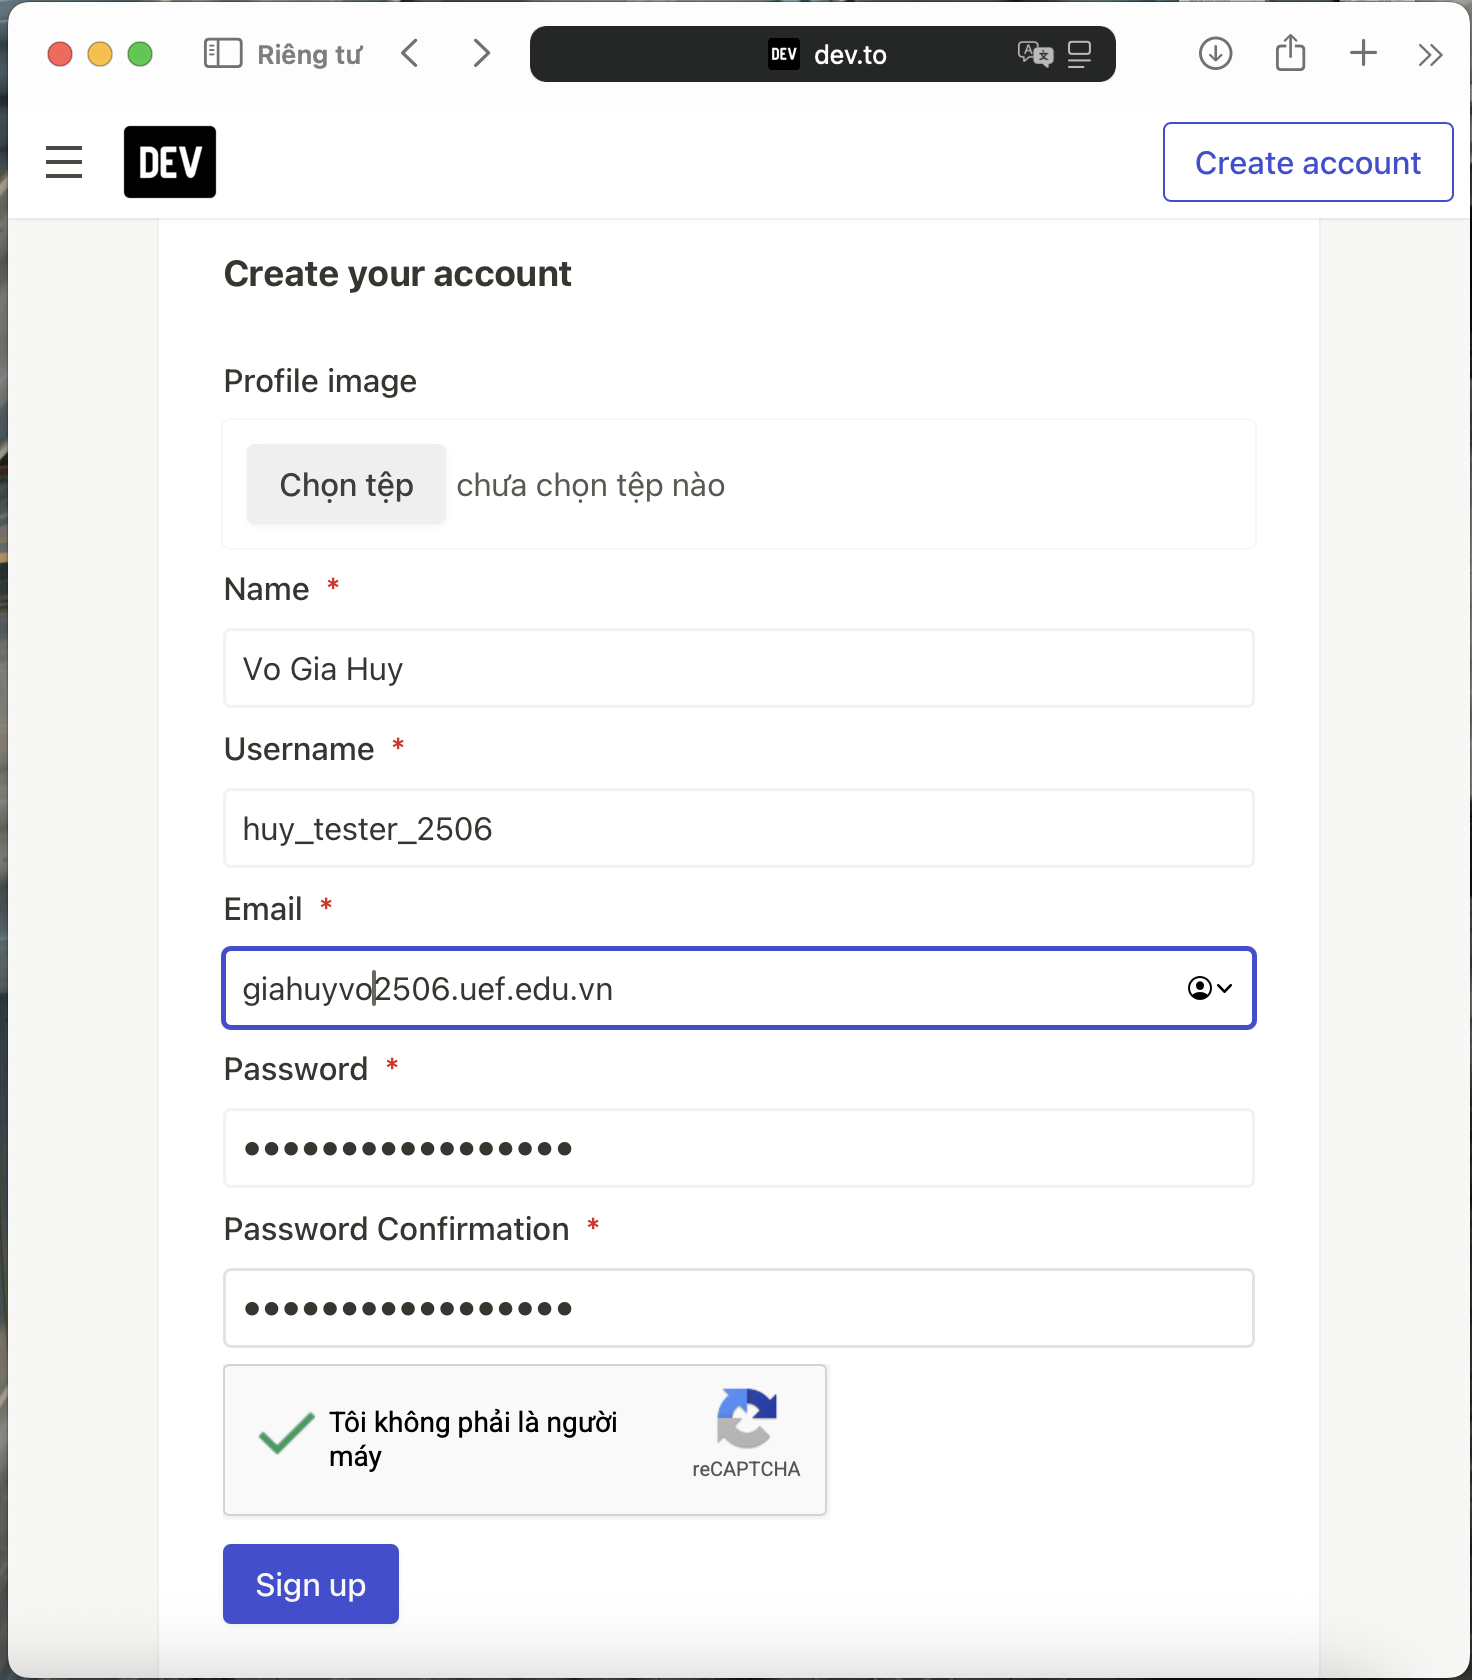 Riêng tư
DEV dev.to
DEV
Create account
Create your account
Profile image
Chọn tệp chưa chọn tệp nào
Name *
Vo Gia Huy
Username *
huy_tester_2506
Email *
giahuyvo2506.uef.edu.vn
Password *
•••••••••••••••••
Password Confirmation *
•••••••••••••••••
Tôi không phải là người
máy
reCAPTCHA
Sign up